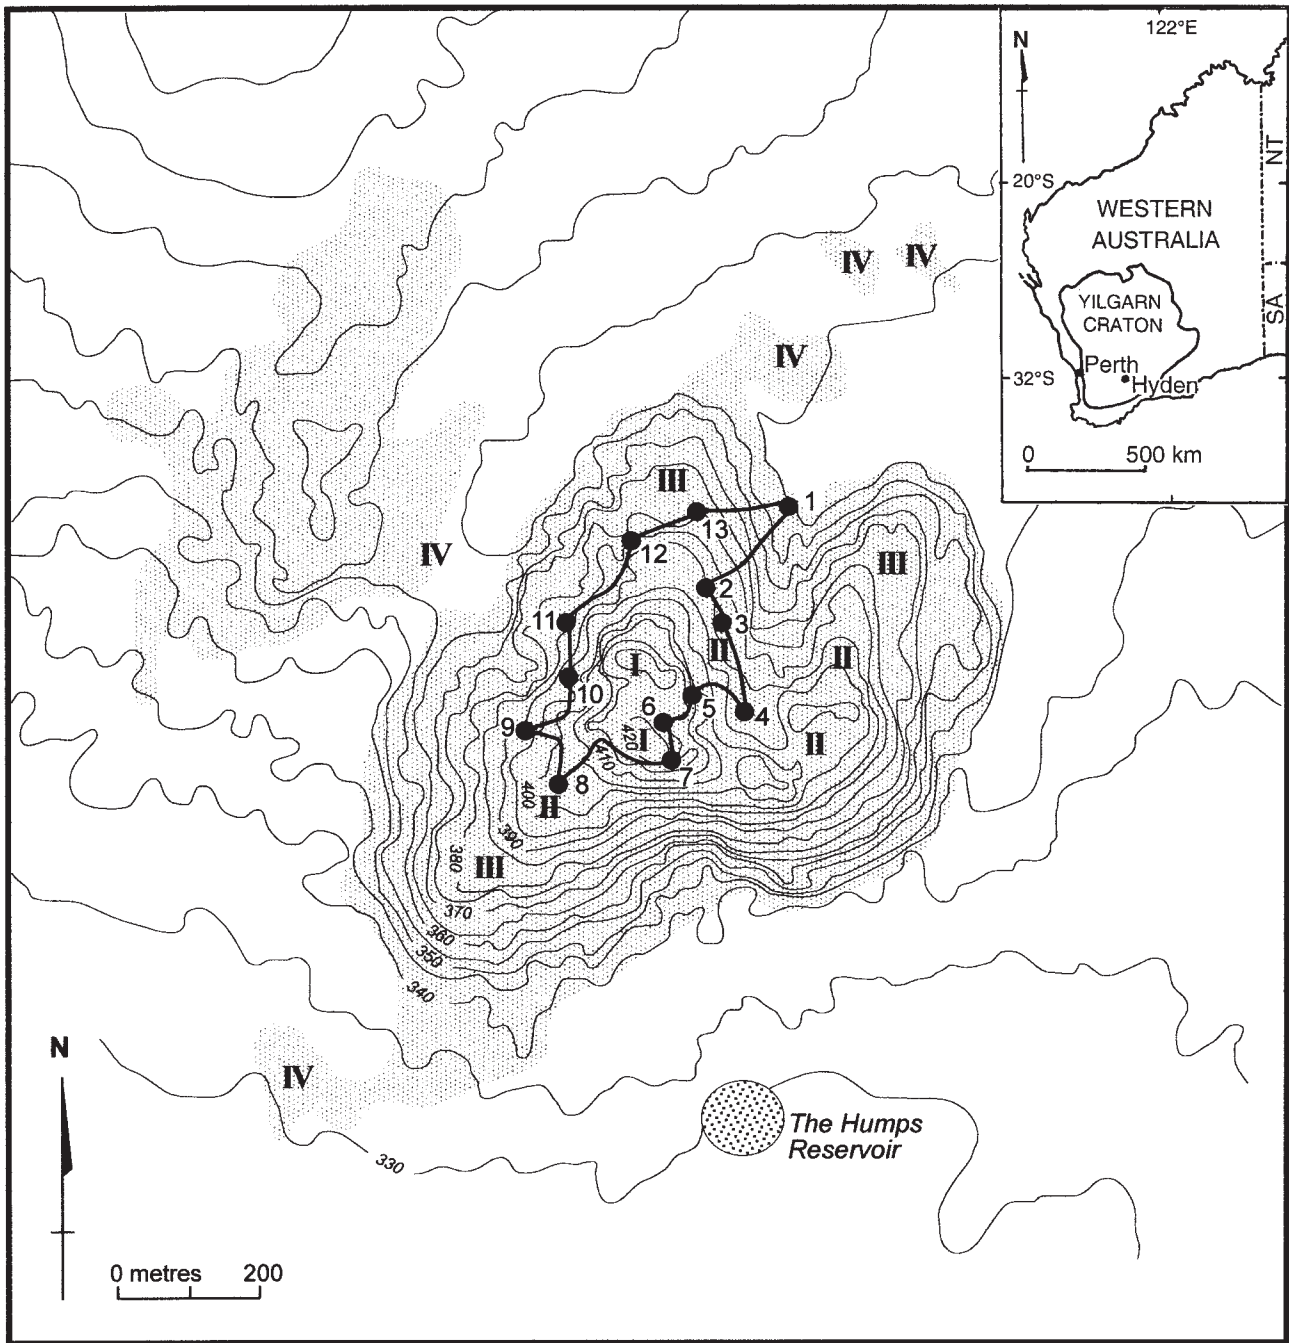 122°E
N
20°S
NT
WESTERN
AUSTRALIA
SA
YILGARN
CRATON
Perth
Hyden
32°S
0 500 km
IV IV
IV
III
1
13
12
IV
III
2
11
3
II
II
I
10
5
4
6
9
420
I
II
410
7
8
400
II
390
380
III
370
360
350
340
N
IV
The Humps
Reservoir
330
0 metres 200